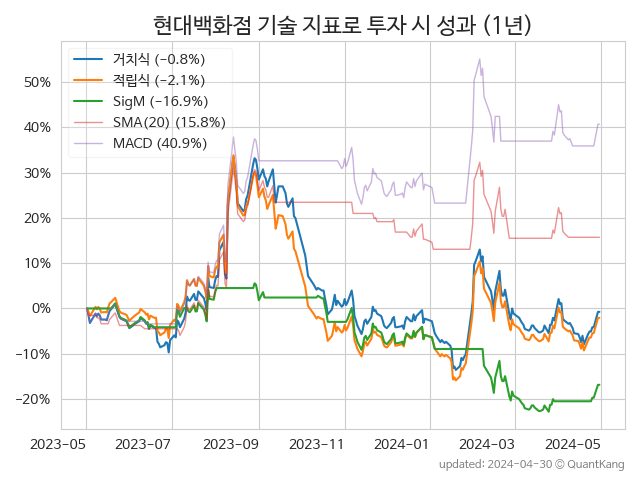 현대백화점 기술 지표로 투자 시 성과 (1년)
거치식 (−0.8%)
적립식 (−2.1%)
SigM (−16.9%)
SMA(20) (15.8%)
MACD (40.9%)
50%
40%
30%
20%
10%
0%
−10%
−20%
2023-05 2023-07 2023-09 2023-11 2024-01 2024-03 2024-05
updated: 2024-04-30 © QuantKang